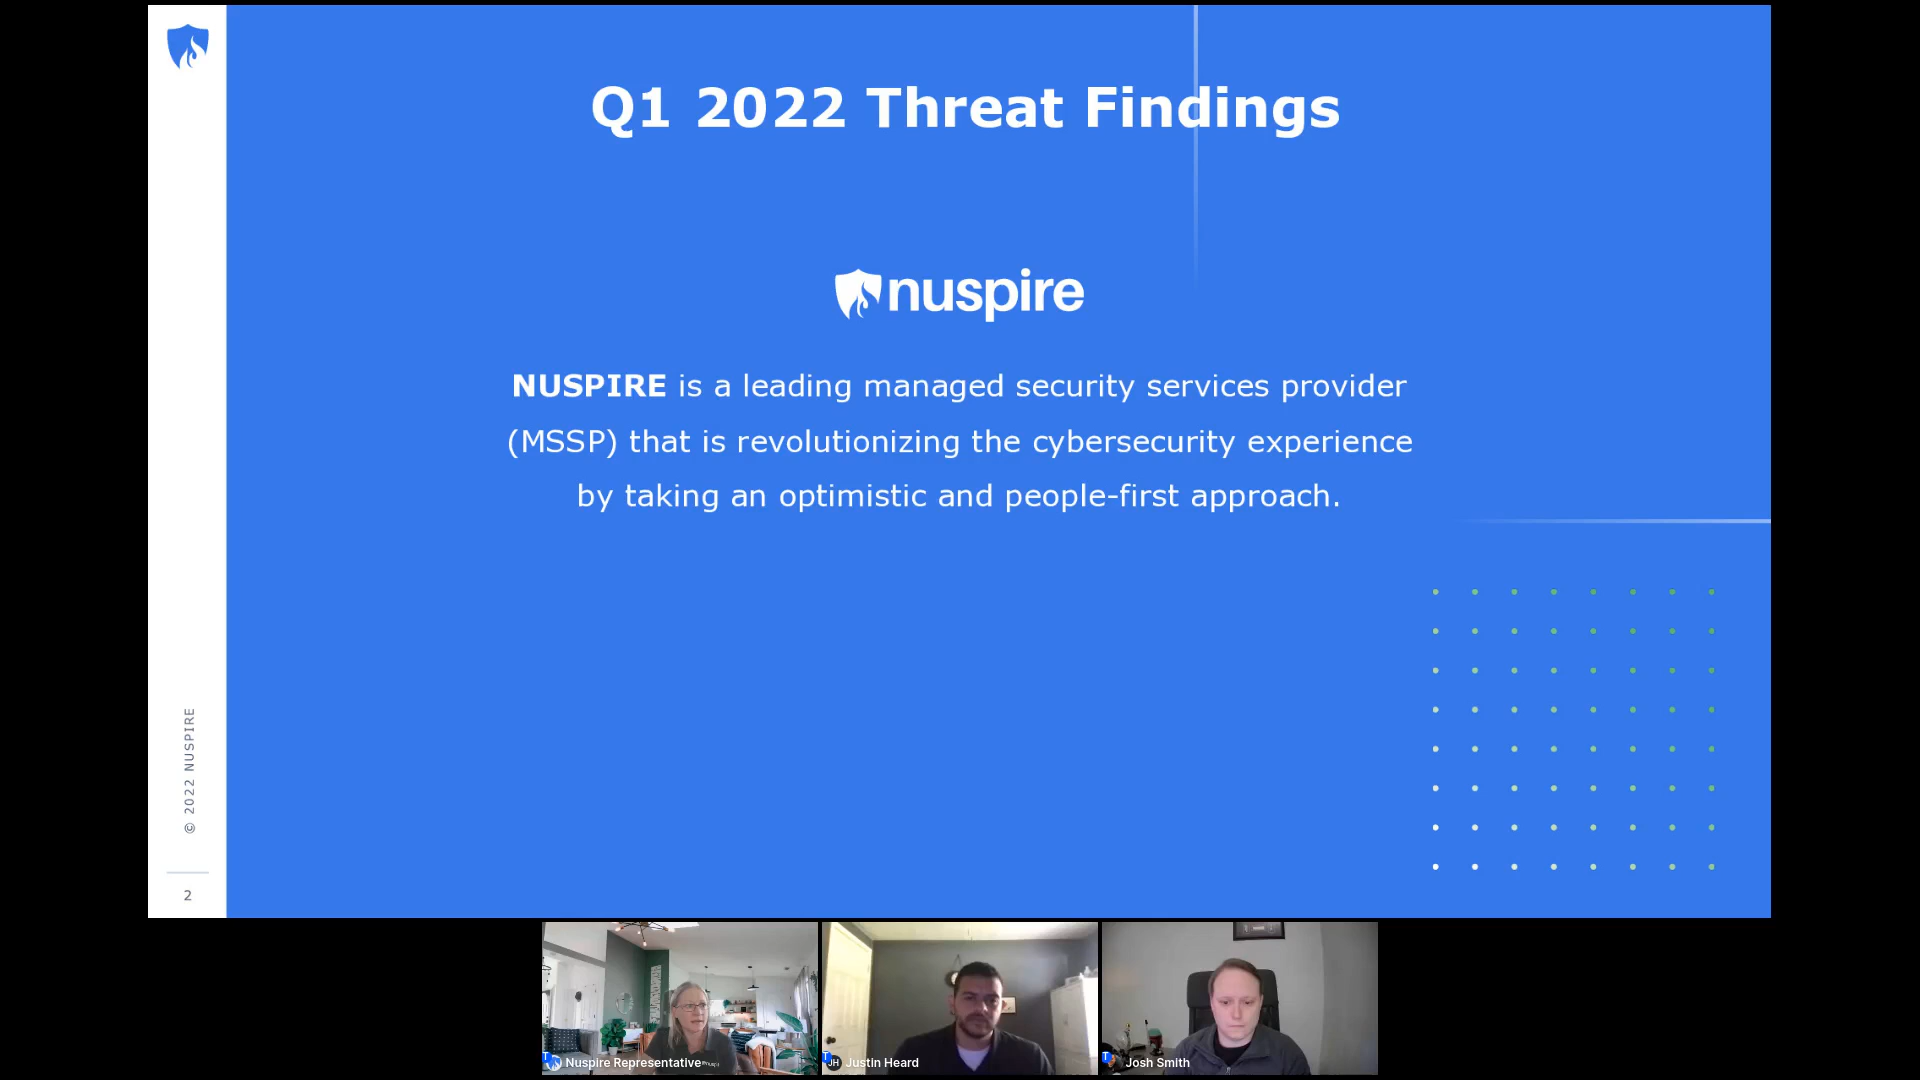 Q1 2022 Threat Findings
nuspire
NUSPIRE is a leading managed security services provider
(MSSP) that is revolutionizing the cybersecurity experience
by taking an optimistic and people-first approach.
© 2022 NUSPIRE
2
Nuspire Representative
JH Justin Heard
Josh Smith